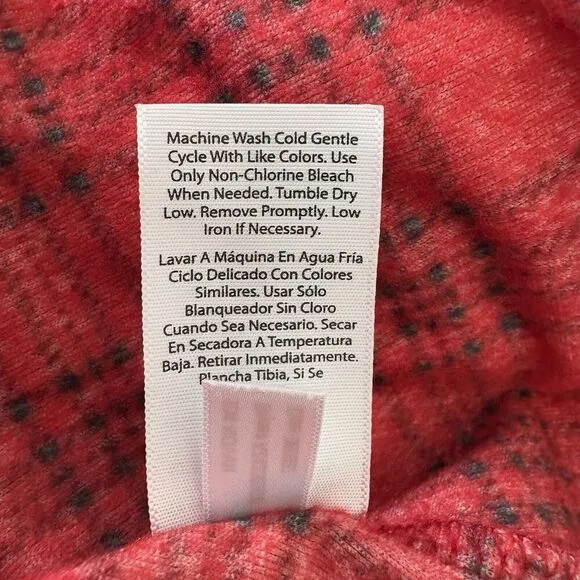 Machine Wash Cold Gentle
Cycle With Like Colors. Use
Only Non-Chlorine Bleach
When Needed. Tumble Dry
Low. Remove Promptly. Low
Iron If Necessary.
Lavar A Máquina En Agua Fría
Ciclo Delicado Con Colores
Similares. Usar Sólo
Blanqueador Sin Cloro
Cuando Sea Necesario. Secar
En Secadora A Temperatura
Baja. Retirar Inmediatamente.
Plancha Tibia, Si Se